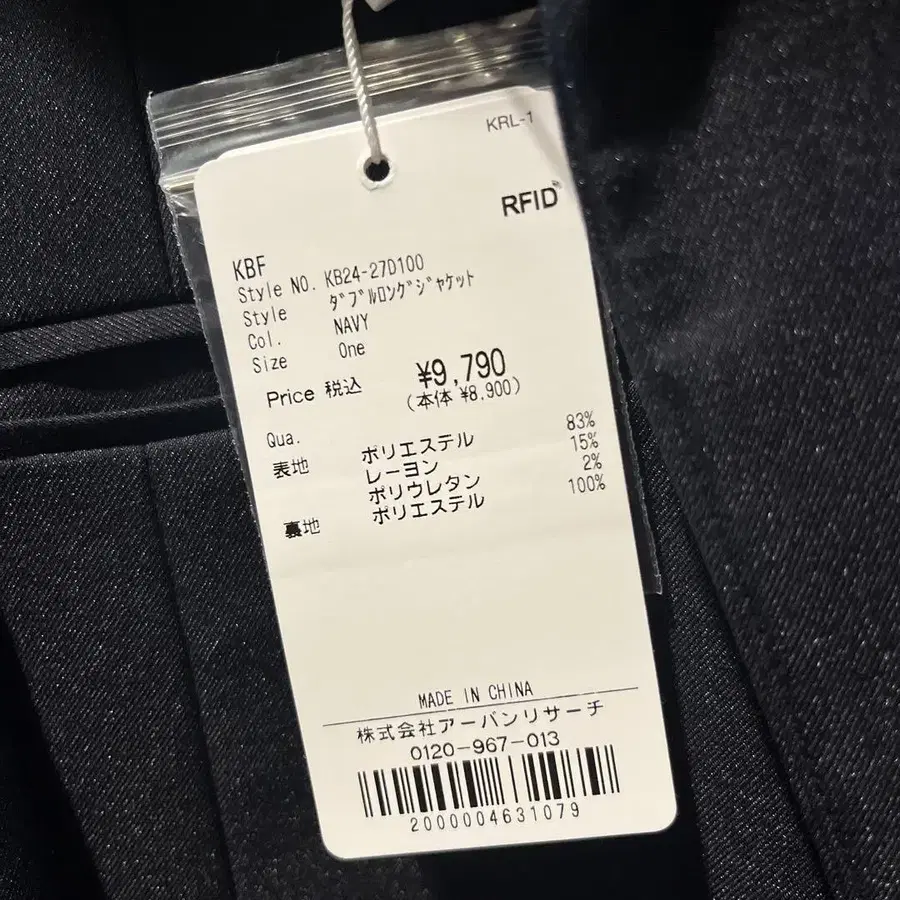 KRL-1
RFID
KBF
Style NO. KB24-27D100
Style ﾀﾞﾌﾞﾙﾛﾝｸﾞｼﾞｬｹｯﾄ
Col. NAVY
Size One
Price 税込 ¥9,790
(本体 ¥8,900)
Qua.
表地 ポリエステル 83%
レーヨン 15%
ポリウレタン 2%
裏地 ポリエステル 100%
MADE IN CHINA
株式会社アーバンリサーチ
0120-967-013
2000004631079